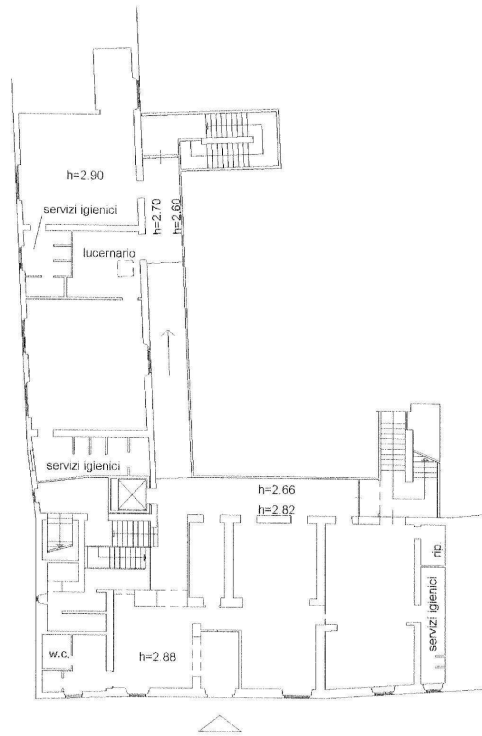 h=2.90
servizi igienici
h=2.70
h=2.60
lucernario
servizi igienici
h=2.66
h=2.82
rip.
servizi igienici
w.c.
h=2.88